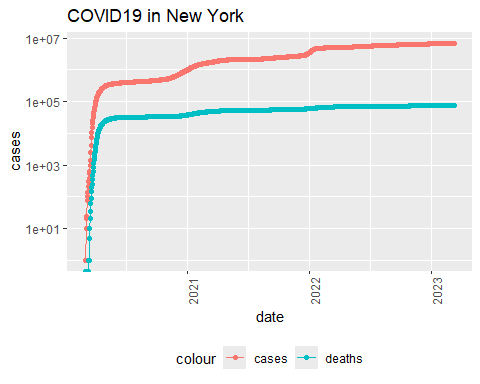 COVID19 in New York
1e+07
1e+05
1e+03
1e+01
cases
2021
2022
2023
date
colour cases deaths